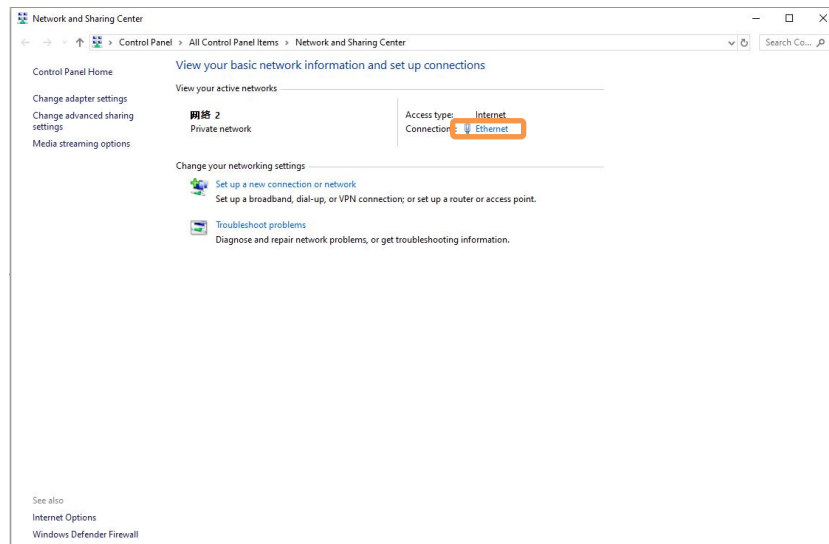 Network and Sharing Center
Control Panel > All Control Panel Items > Network and Sharing Center
Search Co...
Control Panel Home
Change adapter settings
Change advanced sharing
settings
Media streaming options
View your basic network information and set up connections
View your active networks
网络 2
Private network
Access type: Internet
Connections: Ethernet
Change your networking settings
Set up a new connection or network
Set up a broadband, dial-up, or VPN connection; or set up a router or access point.
Troubleshoot problems
Diagnose and repair network problems, or get troubleshooting information.
See also
Internet Options
Windows Defender Firewall